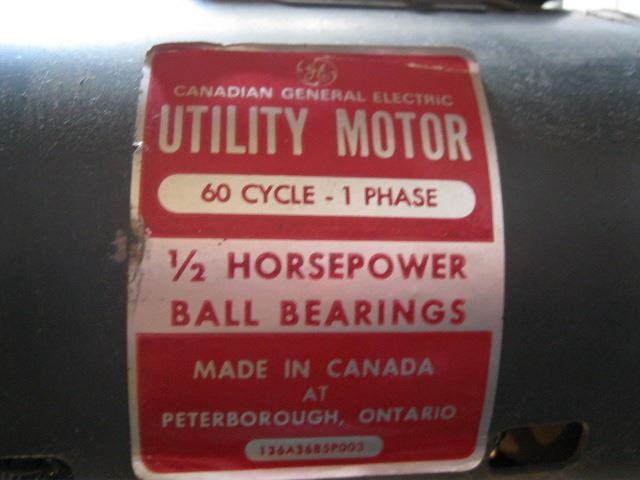 GE
CANADIAN GENERAL ELECTRIC
UTILITY MOTOR
60 CYCLE - 1 PHASE
1/2 HORSEPOWER
BALL BEARINGS
MADE IN CANADA
AT
PETERBOROUGH, ONTARIO
136A3685P003